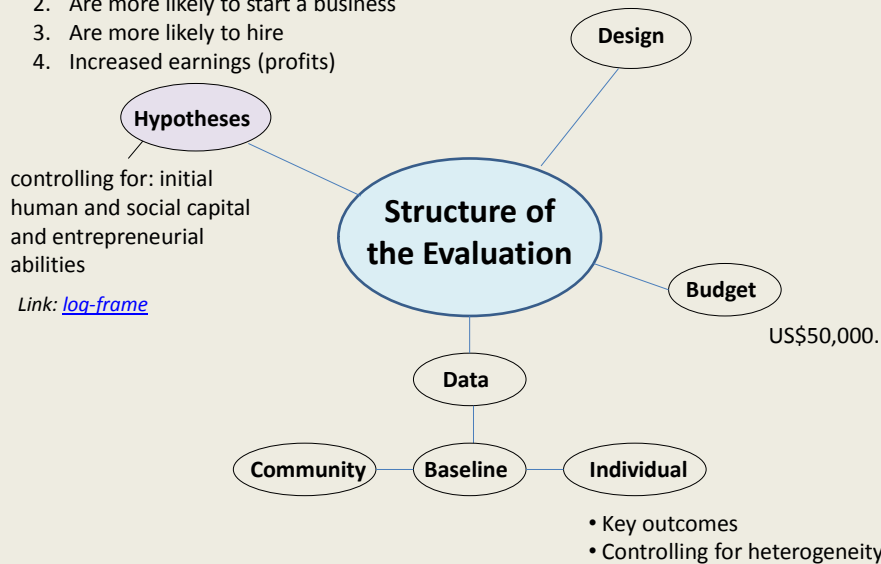 2. Are more likely to start a business
3. Are more likely to hire
4. Increased earnings (profits)
Design
Hypotheses
controlling for: initial
human and social capital
and entrepreneurial
abilities
Link: log-frame
Structure of
the Evaluation
Budget
US$50,000.
Data
Community
Baseline
Individual
• Key outcomes
• Controlling for heterogeneity